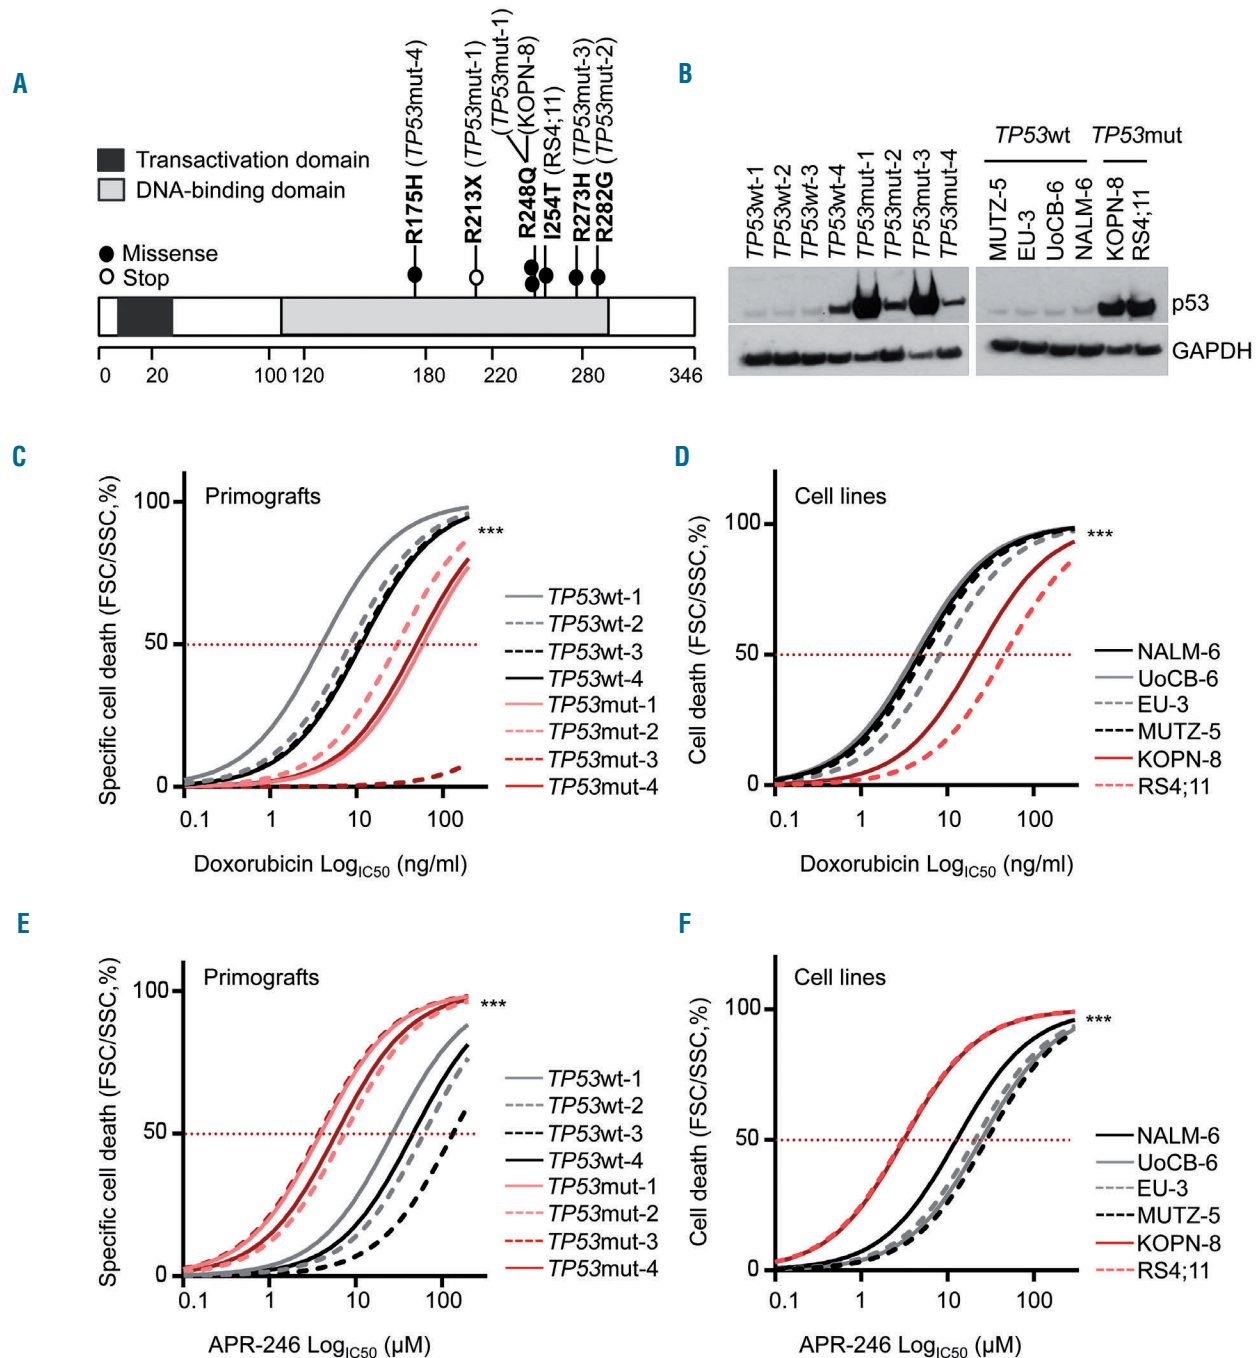 A
Transactivation domain
DNA-binding domain
Missense
Stop
R175H (TP53mut-4)
R213X (TP53mut-1)
(TP53mut-1)
R248Q (KOPN-8)
I254T (RS4;11)
R273H (TP53mut-3)
R282G (TP53mut-2)
0 20 100 120 180 220 280 346
B
TP53wt TP53mut
TP53wt-1
TP53wt-2
TP53wt-3
TP53wt-4
TP53mut-1
TP53mut-2
TP53mut-3
TP53mut-4
MUTZ-5
EU-3
UoCB-6
NALM-6
KOPN-8
RS4;11
p53
GAPDH
C
Primografts
Specific cell death (FSC/SSC,%)
100
50
0
0.1 1 10 100
Doxorubicin LogIC50 (ng/ml)
***
TP53wt-1
TP53wt-2
TP53wt-3
TP53wt-4
TP53mut-1
TP53mut-2
TP53mut-3
TP53mut-4
D
Cell lines
Cell death (FSC/SSC,%)
100
50
0
0.1 1 10 100
Doxorubicin LogIC50 (ng/ml)
***
NALM-6
UoCB-6
EU-3
MUTZ-5
KOPN-8
RS4;11
E
Primografts
Specific cell death (FSC/SSC,%)
100
50
0
0.1 1 10 100
APR-246 LogIC50 (µM)
***
TP53wt-1
TP53wt-2
TP53wt-3
TP53wt-4
TP53mut-1
TP53mut-2
TP53mut-3
TP53mut-4
F
Cell lines
Cell death (FSC/SSC,%)
100
50
0
0.1 1 10 100
APR-246 LogIC50 (µM)
***
NALM-6
UoCB-6
EU-3
MUTZ-5
KOPN-8
RS4;11